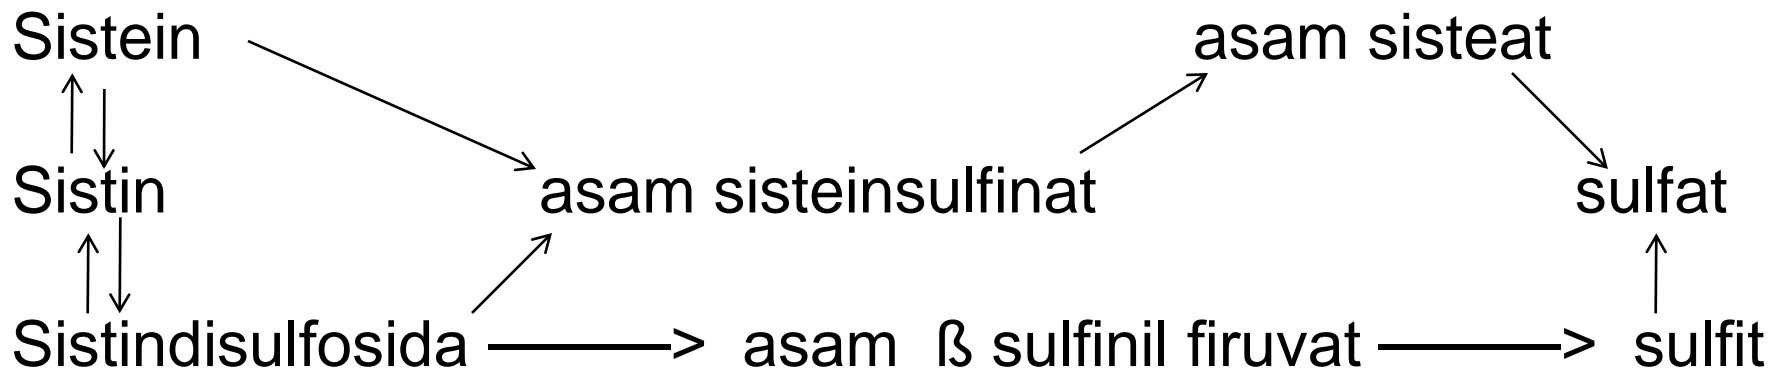 Sistein asam sisteat
Sistin asam sisteinsulfinat sulfat
Sistindisulfosida ——> asam ß sulfinil firuvat ——> sulfit